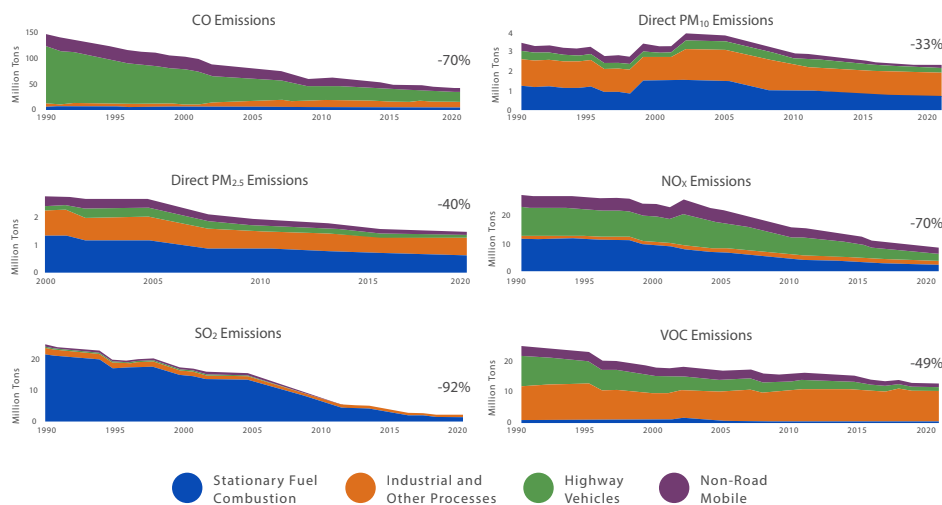 CO Emissions
150
100
50
0
Million Tons
-70%
1990 1995 2000 2005 2010 2015 2020
Direct PM₁₀ Emissions
4
3
2
1
0
Million Tons
-33%
1990 1995 2000 2005 2010 2015 2020
Direct PM₂.₅ Emissions
2
1
0
Million Tons
-40%
2000 2005 2010 2015 2020
NOₓ Emissions
20
10
0
Million Tons
-70%
1990 1995 2000 2005 2010 2015 2020
SO₂ Emissions
20
10
0
Million Tons
-92%
1990 1995 2000 2005 2010 2015 2020
VOC Emissions
20
10
0
Million Tons
-49%
1990 1995 2000 2005 2010 2015 2020
Stationary Fuel
Combustion
Industrial and
Other Processes
Highway
Vehicles
Non-Road
Mobile